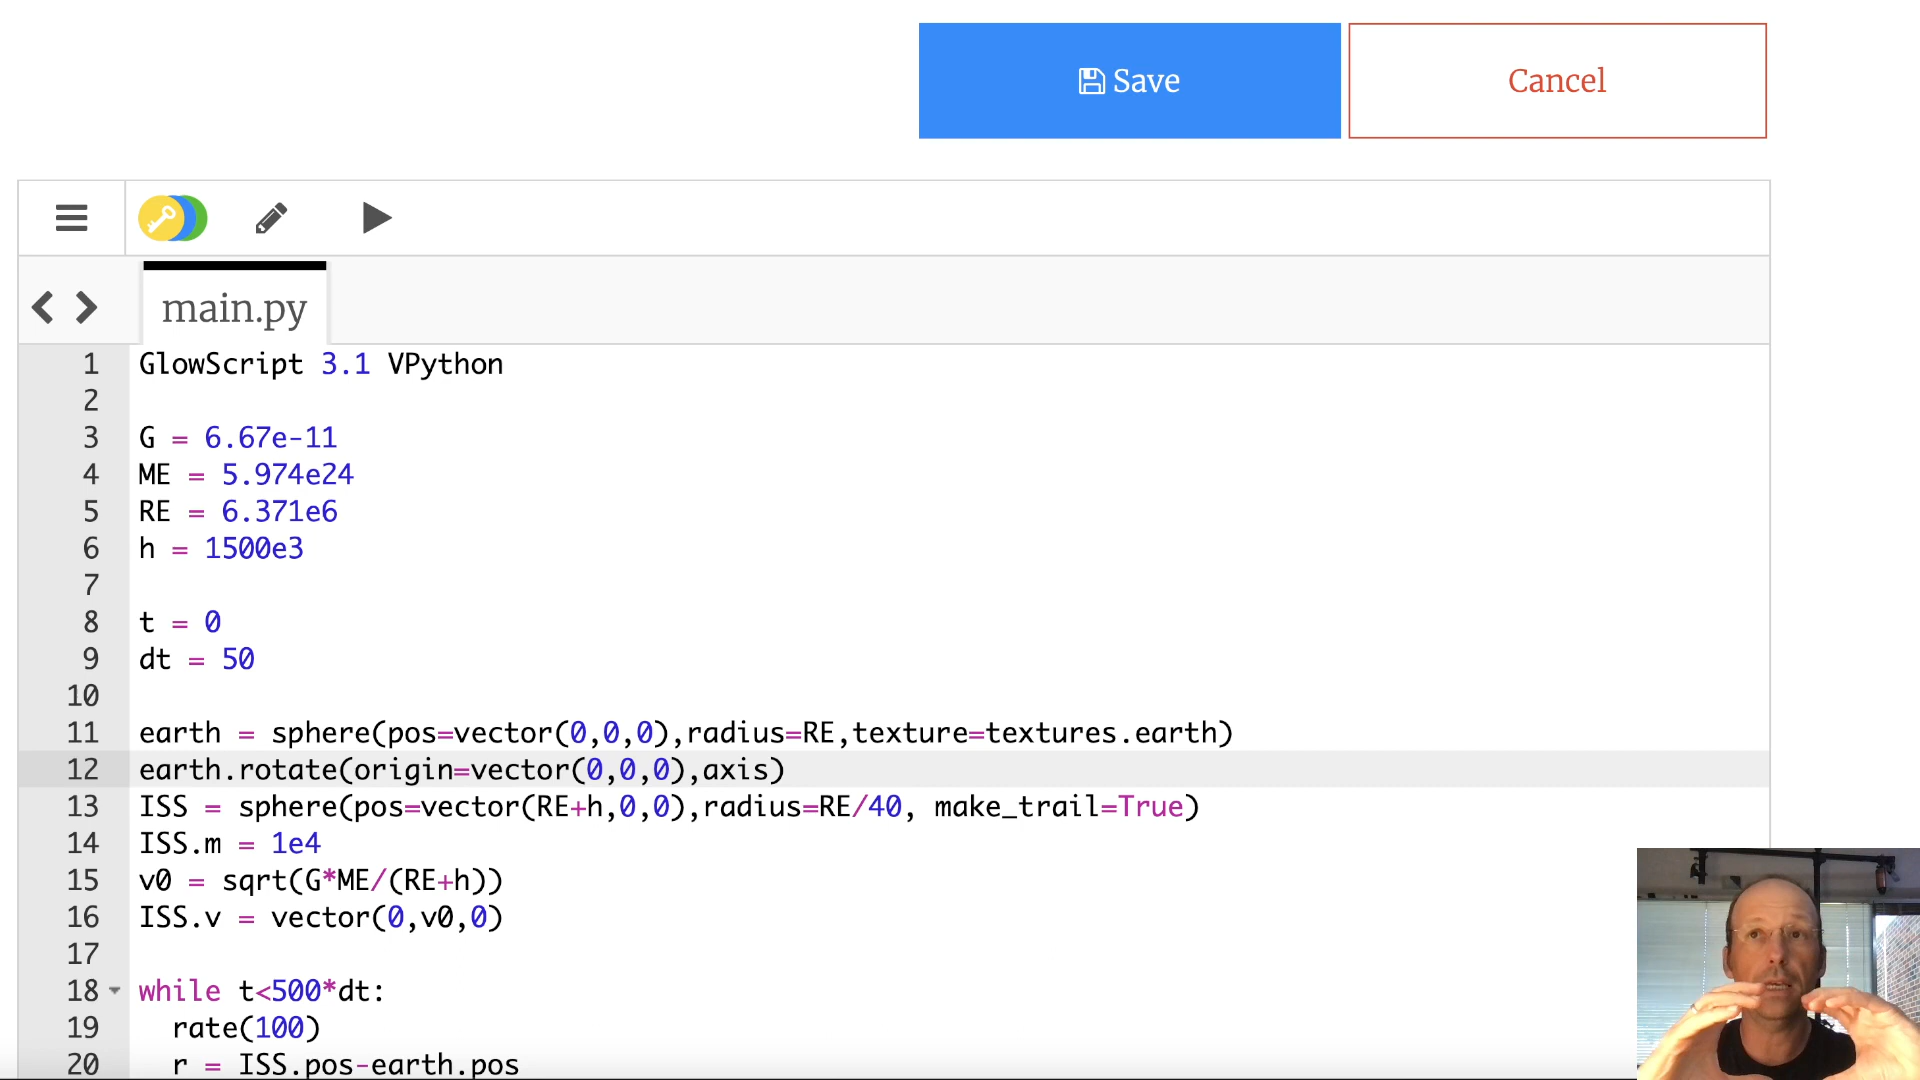 Save
Cancel
main.py
1 GlowScript 3.1 VPython
2
3 G = 6.67e-11
4 ME = 5.974e24
5 RE = 6.371e6
6 h = 1500e3
7
8 t = 0
9 dt = 50
10
11 earth = sphere(pos=vector(0,0,0),radius=RE,texture=textures.earth)
12 earth.rotate(origin=vector(0,0,0),axis)
13 ISS = sphere(pos=vector(RE+h,0,0),radius=RE/40, make_trail=True)
14 ISS.m = 1e4
15 v0 = sqrt(G*ME/(RE+h))
16 ISS.v = vector(0,v0,0)
17
18 while t<500*dt:
19 rate(100)
20 r = ISS.pos-earth.pos